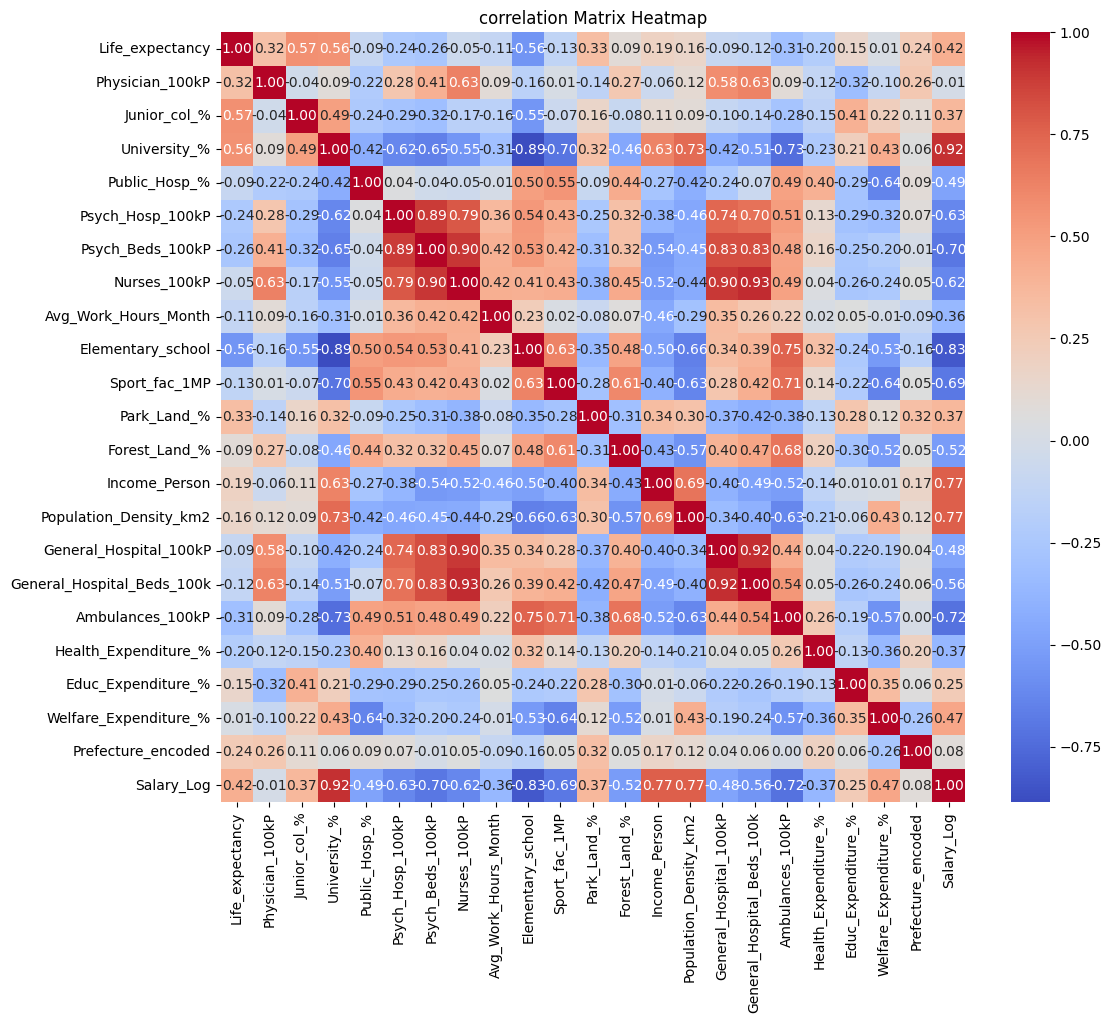 correlation Matrix Heatmap
Life_expectancy 1.00 0.32 0.57 0.56 -0.09 -0.24 -0.26 -0.05 -0.11 -0.56 -0.13 0.33 0.09 0.19 0.16 -0.09 -0.12 -0.31 -0.20 0.15 0.01 0.24 0.42
Physician_100kP 0.32 1.00 -0.04 0.09 -0.22 0.28 0.41 0.63 0.09 -0.16 0.01 -0.14 0.27 -0.06 0.12 0.58 0.63 0.09 -0.12 -0.32 -0.10 0.26 -0.01
Junior_col_% 0.57 -0.04 1.00 0.49 -0.24 -0.29 -0.32 -0.17 -0.16 -0.55 -0.07 0.16 -0.08 0.11 0.09 -0.10 -0.14 -0.28 -0.15 0.41 0.22 0.11 0.37
University_% 0.56 0.09 0.49 1.00 -0.42 -0.62 -0.65 -0.55 -0.31 -0.89 -0.70 0.32 -0.46 0.63 0.73 -0.42 -0.51 -0.73 -0.23 0.21 0.43 0.06 0.92
Public_Hosp_% -0.09 -0.22 -0.24 -0.42 1.00 0.04 -0.04 -0.05 -0.01 0.50 0.55 -0.09 0.44 -0.27 -0.42 -0.24 -0.07 0.49 0.40 -0.29 -0.64 0.09 -0.49
Psych_Hosp_100kP -0.24 0.28 -0.29 -0.62 0.04 1.00 0.89 0.79 0.36 0.54 0.43 -0.25 0.32 -0.38 -0.46 0.74 0.70 0.51 0.13 -0.29 -0.32 0.07 -0.63
Psych_Beds_100kP -0.26 0.41 -0.32 -0.65 -0.04 0.89 1.00 0.90 0.42 0.53 0.42 -0.31 0.32 -0.54 -0.45 0.83 0.83 0.48 0.16 -0.25 -0.20 -0.01 -0.70
Nurses_100kP -0.05 0.63 -0.17 -0.55 -0.05 0.79 0.90 1.00 0.42 0.41 0.43 -0.38 0.45 -0.52 -0.44 0.90 0.93 0.49 0.04 -0.26 -0.24 0.05 -0.62
Avg_Work_Hours_Month -0.11 0.09 -0.16 -0.31 -0.01 0.36 0.42 0.42 1.00 0.23 0.02 -0.08 0.07 -0.46 -0.29 0.35 0.26 0.22 0.02 0.05 -0.01 -0.09 -0.36
Elementary_school -0.56 -0.16 -0.55 -0.89 0.50 0.54 0.53 0.41 0.23 1.00 0.63 -0.35 0.48 -0.50 -0.66 0.34 0.39 0.75 0.32 -0.24 -0.53 -0.16 -0.83
Sport_fac_1MP -0.13 0.01 -0.07 -0.70 0.55 0.43 0.42 0.43 0.02 0.63 1.00 -0.28 0.61 -0.40 -0.63 0.28 0.42 0.71 0.14 -0.22 -0.64 0.05 -0.69
Park_Land_% 0.33 -0.14 0.16 0.32 -0.09 -0.25 -0.31 -0.38 -0.08 -0.35 -0.28 1.00 -0.31 0.34 0.30 -0.37 -0.42 -0.38 -0.13 0.28 0.12 0.32 0.37
Forest_Land_% 0.09 0.27 -0.08 -0.46 0.44 0.32 0.32 0.45 0.07 0.48 0.61 -0.31 1.00 -0.43 -0.57 0.40 0.47 0.68 0.20 -0.30 -0.52 0.05 -0.52
Income_Person 0.19 -0.06 0.11 0.63 -0.27 -0.38 -0.54 -0.52 -0.46 -0.50 -0.40 0.34 -0.43 1.00 0.69 -0.40 -0.49 -0.52 -0.14 -0.01 0.01 0.17 0.77
Population_Density_km2 0.16 0.12 0.09 0.73 -0.42 -0.46 -0.45 -0.44 -0.29 -0.66 -0.63 0.30 -0.57 0.69 1.00 -0.34 -0.40 -0.63 -0.21 -0.06 0.43 0.12 0.77
General_Hospital_100kP -0.09 0.58 -0.10 -0.42 -0.24 0.74 0.83 0.90 0.35 0.34 0.28 -0.37 0.40 -0.40 -0.34 1.00 0.92 0.44 0.04 -0.22 -0.19 0.04 -0.48
General_Hospital_Beds_100k -0.12 0.63 -0.14 -0.51 -0.07 0.70 0.83 0.93 0.26 0.39 0.42 -0.42 0.47 -0.49 -0.40 0.92 1.00 0.54 0.05 -0.26 -0.24 0.06 -0.56
Ambulances_100kP -0.31 0.09 -0.28 -0.73 0.49 0.51 0.48 0.49 0.22 0.75 0.71 -0.38 0.68 -0.52 -0.63 0.44 0.54 1.00 0.26 -0.19 -0.57 0.00 -0.72
Health_Expenditure_% -0.20 -0.12 -0.15 -0.23 0.40 0.13 0.16 0.04 0.02 0.32 0.14 -0.13 0.20 -0.14 -0.21 0.04 0.05 0.26 1.00 -0.13 -0.36 0.20 -0.37
Educ_Expenditure_% 0.15 -0.32 0.41 0.21 -0.29 -0.29 -0.25 -0.26 0.05 -0.24 -0.22 0.28 -0.30 -0.01 -0.06 -0.22 -0.26 -0.19 -0.13 1.00 0.35 0.06 0.25
Welfare_Expenditure_% 0.01 -0.10 0.22 0.43 -0.64 -0.32 -0.20 -0.24 -0.01 -0.53 -0.64 0.12 -0.52 0.01 0.43 -0.19 -0.24 -0.57 -0.36 0.35 1.00 -0.26 0.47
Prefecture_encoded 0.24 0.26 0.11 0.06 0.09 0.07 -0.01 0.05 -0.09 -0.16 0.05 0.32 0.05 0.17 0.12 0.04 0.06 0.00 0.20 0.06 -0.26 1.00 0.08
Salary_Log 0.42 -0.01 0.37 0.92 -0.49 -0.63 -0.70 -0.62 -0.36 -0.83 -0.69 0.37 -0.52 0.77 0.77 -0.48 -0.56 -0.72 -0.37 0.25 0.47 0.08 1.00
Life_expectancy
Physician_100kP
Junior_col_%
University_%
Public_Hosp_%
Psych_Hosp_100kP
Psych_Beds_100kP
Nurses_100kP
Avg_Work_Hours_Month
Elementary_school
Sport_fac_1MP
Park_Land_%
Forest_Land_%
Income_Person
Population_Density_km2
General_Hospital_100kP
General_Hospital_Beds_100k
Ambulances_100kP
Health_Expenditure_%
Educ_Expenditure_%
Welfare_Expenditure_%
Prefecture_encoded
Salary_Log
1.00
0.75
0.50
0.25
0.00
−0.25
−0.50
−0.75